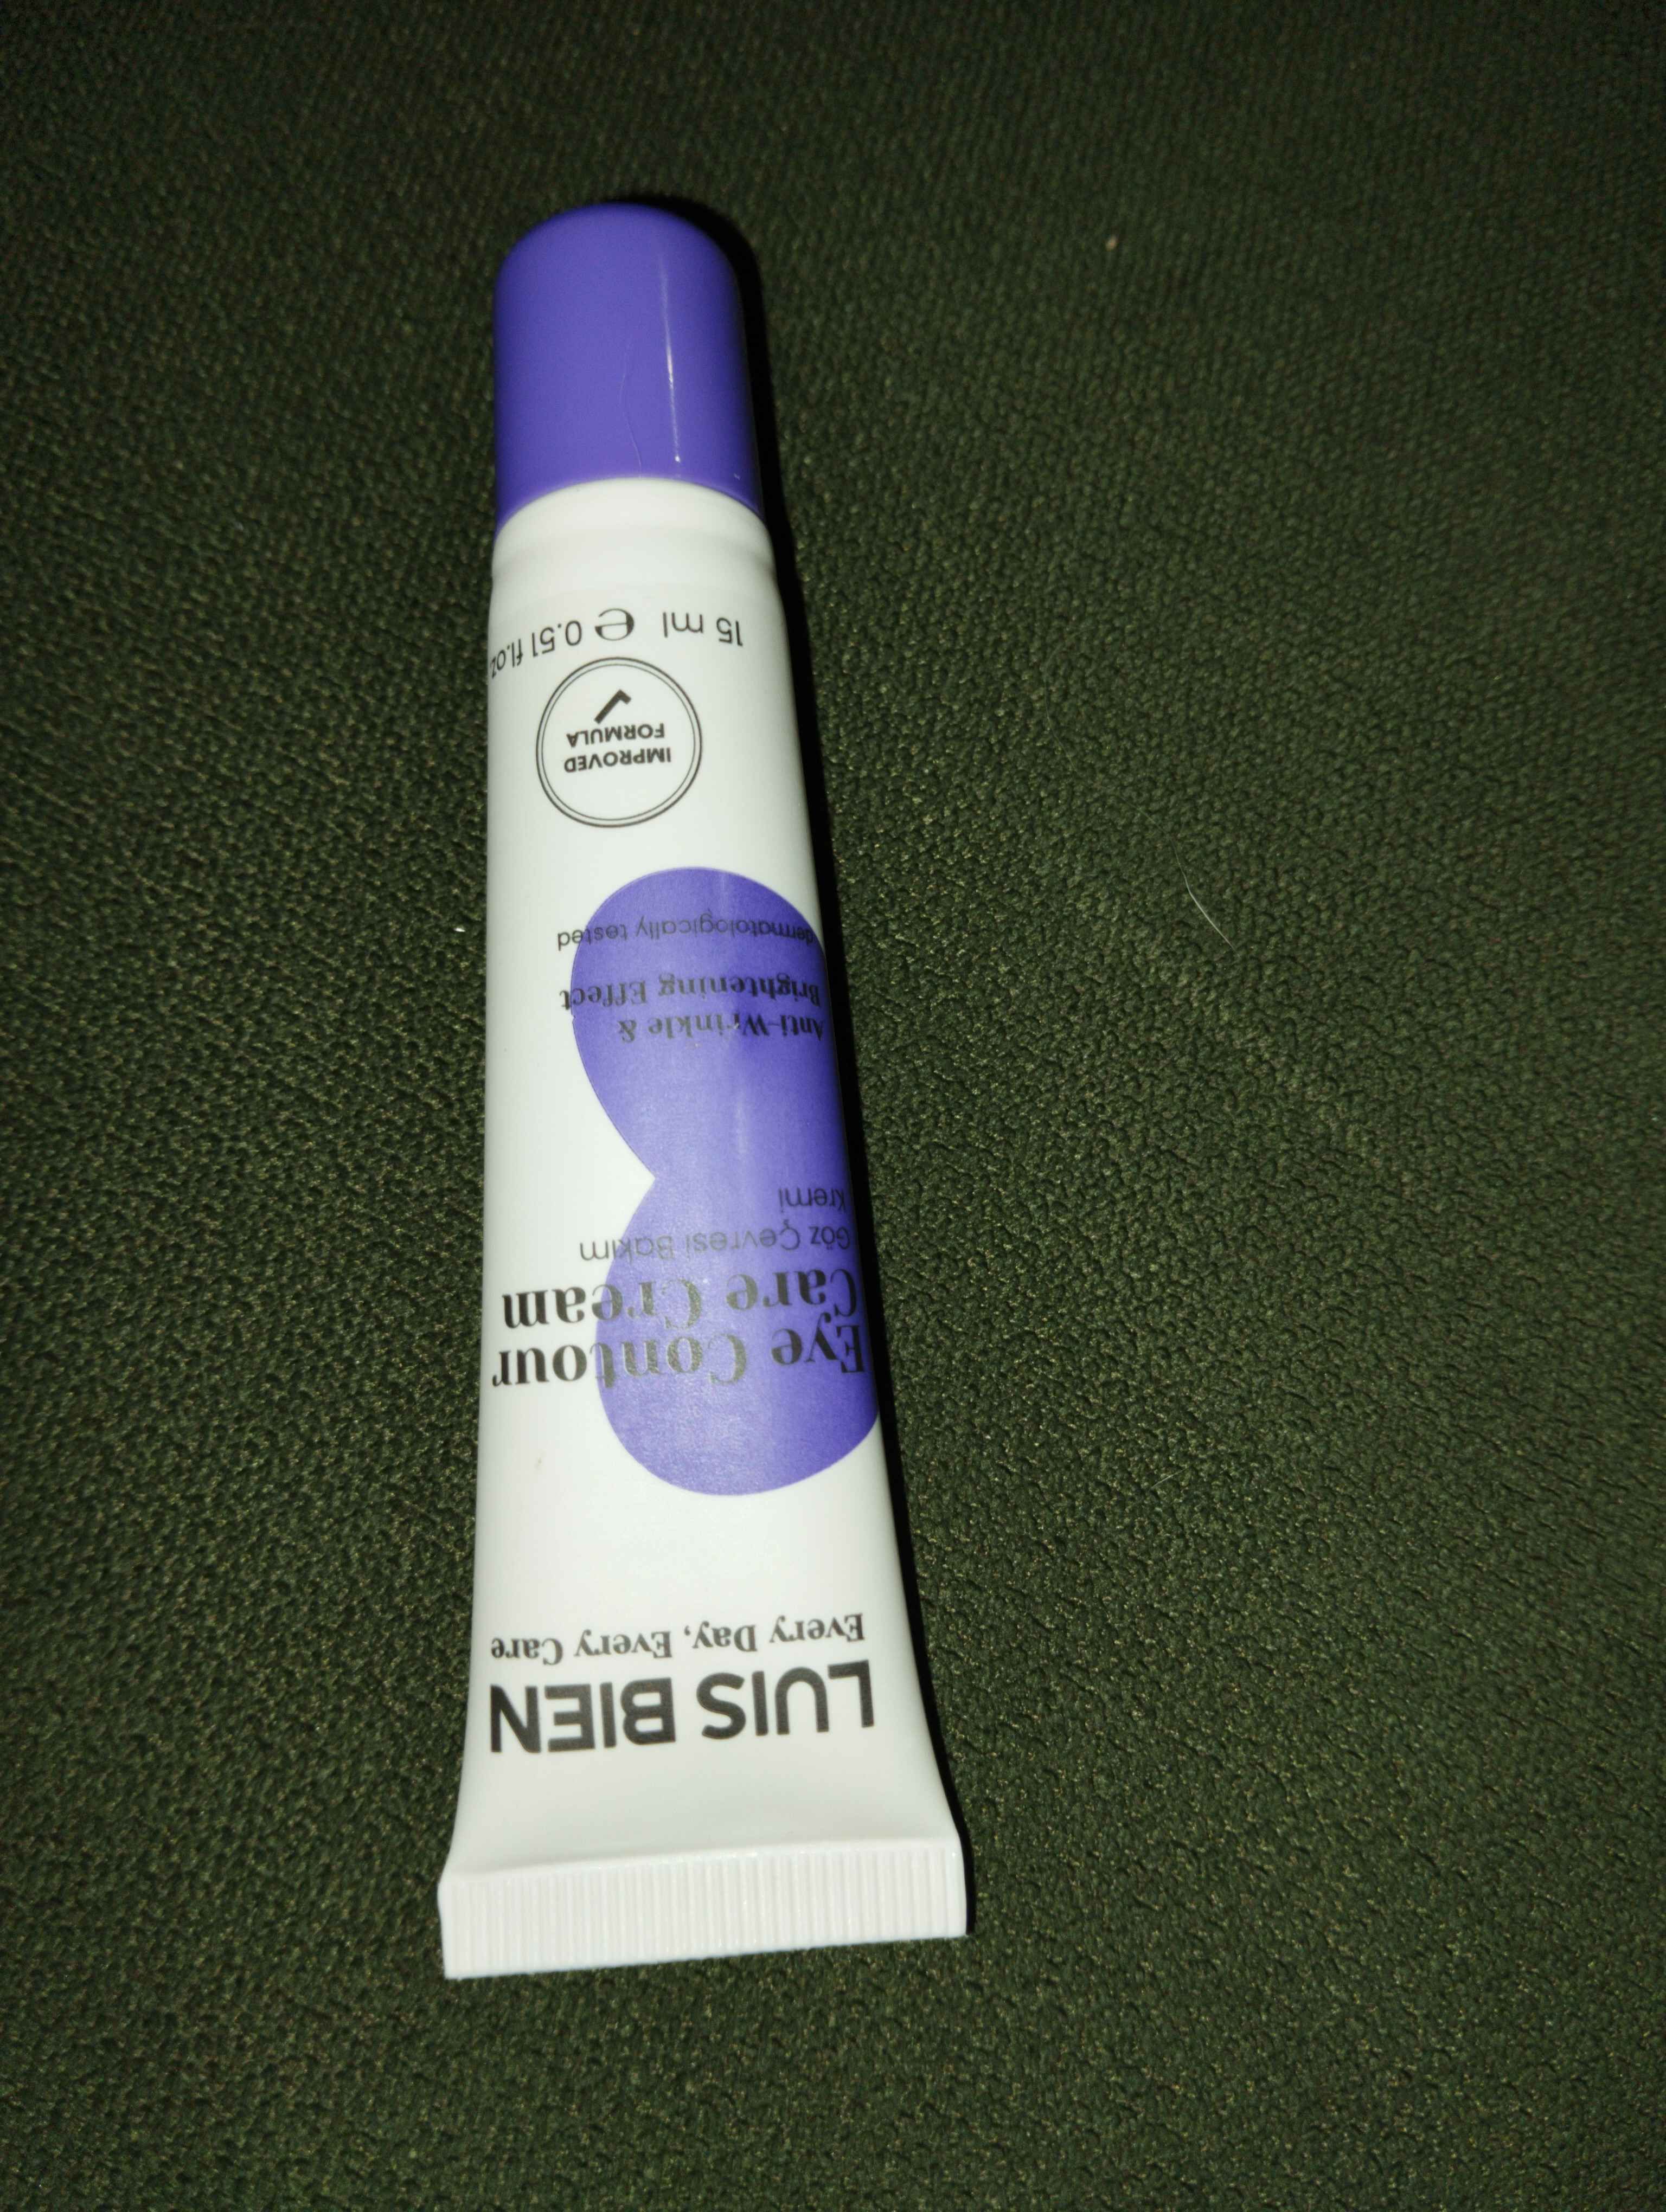 LUIS BIEN
Every Day, Every Care
Eye Contour
Care Cream
Göz Çevresi Bakım
Kremi
Anti-Wrinkle &
Brightening Effect
dermatologically tested
IMPROVED
FORMULA
15 ml e 0.51 fl.oz